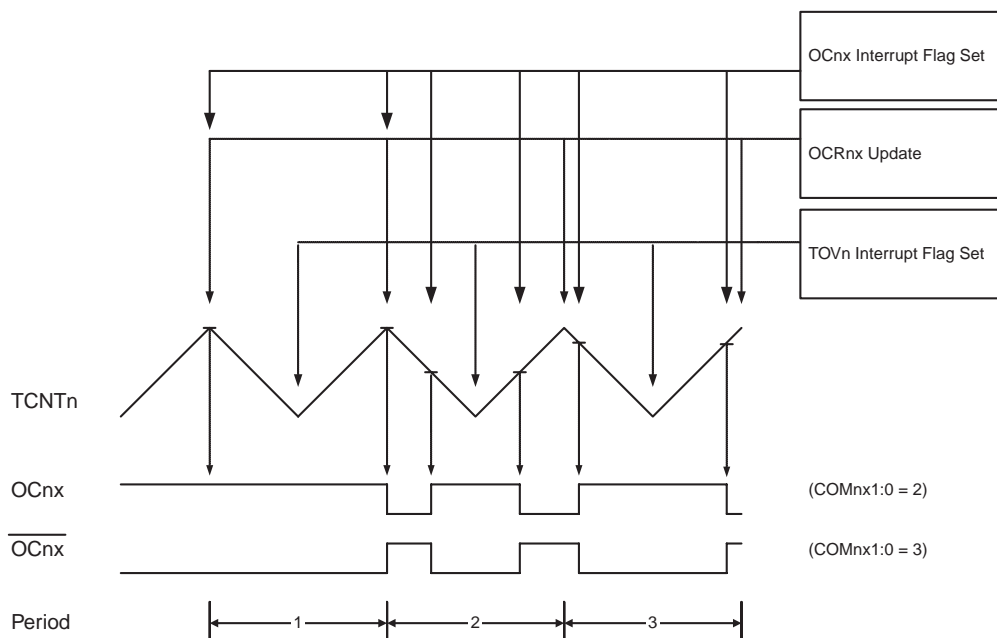 OCnx Interrupt Flag Set
OCRnx Update
TOVn Interrupt Flag Set
TCNTn
OCnx
(COMnx1:0 = 2)
OCnx
(COMnx1:0 = 3)
Period
1
2
3